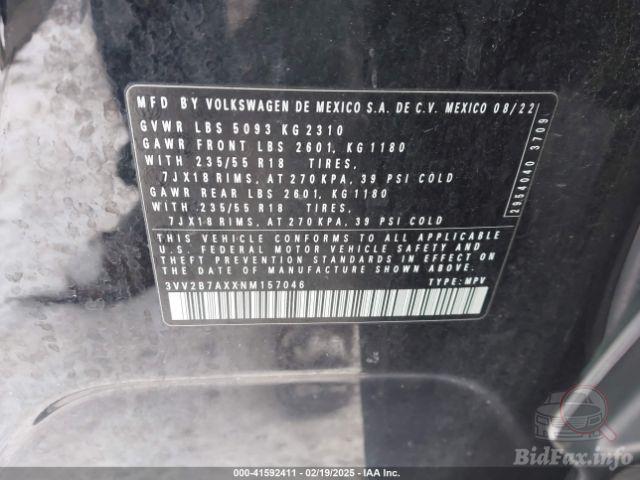 MFD BY VOLKSWAGEN DE MEXICO S.A. DE C.V. MEXICO 08/22
GVWR LBS 5093 KG 2310
GAWR FRONT LBS 2601, KG 1180
WITH 235/55 R18 TIRES,
7JX18 RIMS, AT 270 KPA, 39 PSI COLD
GAWR REAR LBS 2601, KG 1180
WITH 235/55 R18 TIRES,
7JX18 RIMS, AT 270 KPA, 39 PSI COLD
THIS VEHICLE CONFORMS TO ALL APPLICABLE
U.S. FEDERAL MOTOR VEHICLE SAFETY AND
THEFT PREVENTION STANDARDS IN EFFECT ON
THE DATE OF MANUFACTURE SHOWN ABOVE
3VV2B7AXXNM157046 TYPE: MPV
2954040 3709
BidFax.info
000-41592411 - 02/19/2025 - IAA Inc.